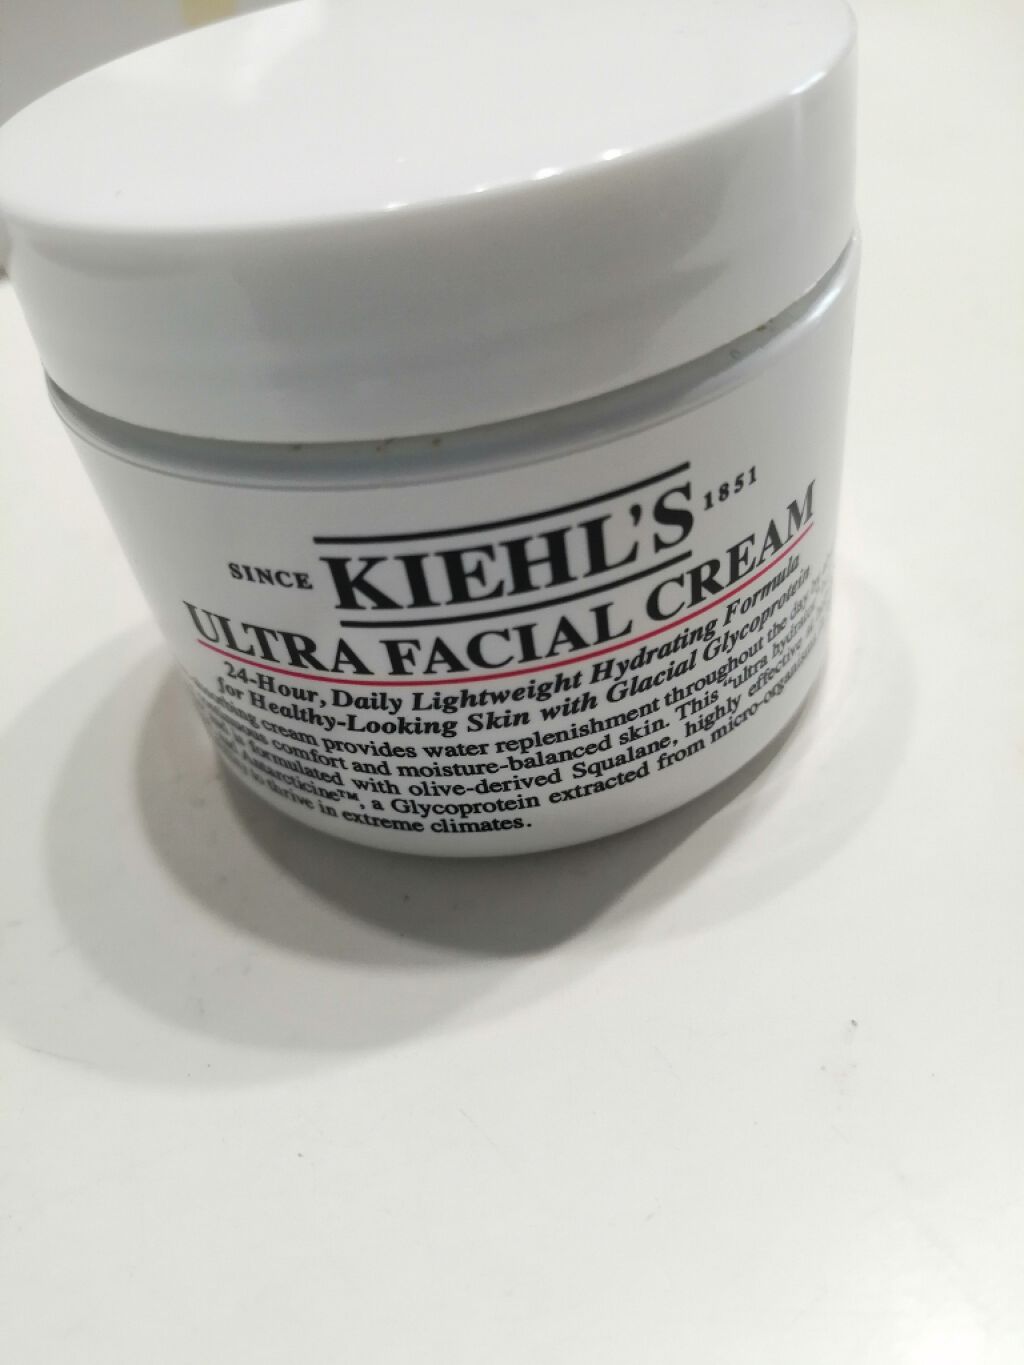 SINCE KIEHL'S 1851
ULTRA FACIAL CREAM
24-Hour, Daily Lightweight Hydrating Formula
for Healthy-Looking Skin with Glacial Glycoprotein
cream provides water replenishment throughout the day
comfort and moisture-balanced skin. This "ultra
is formulated with olive-derived Squalane, highly effective
Antarcticine™, a Glycoprotein extracted from
to thrive in extreme climates.